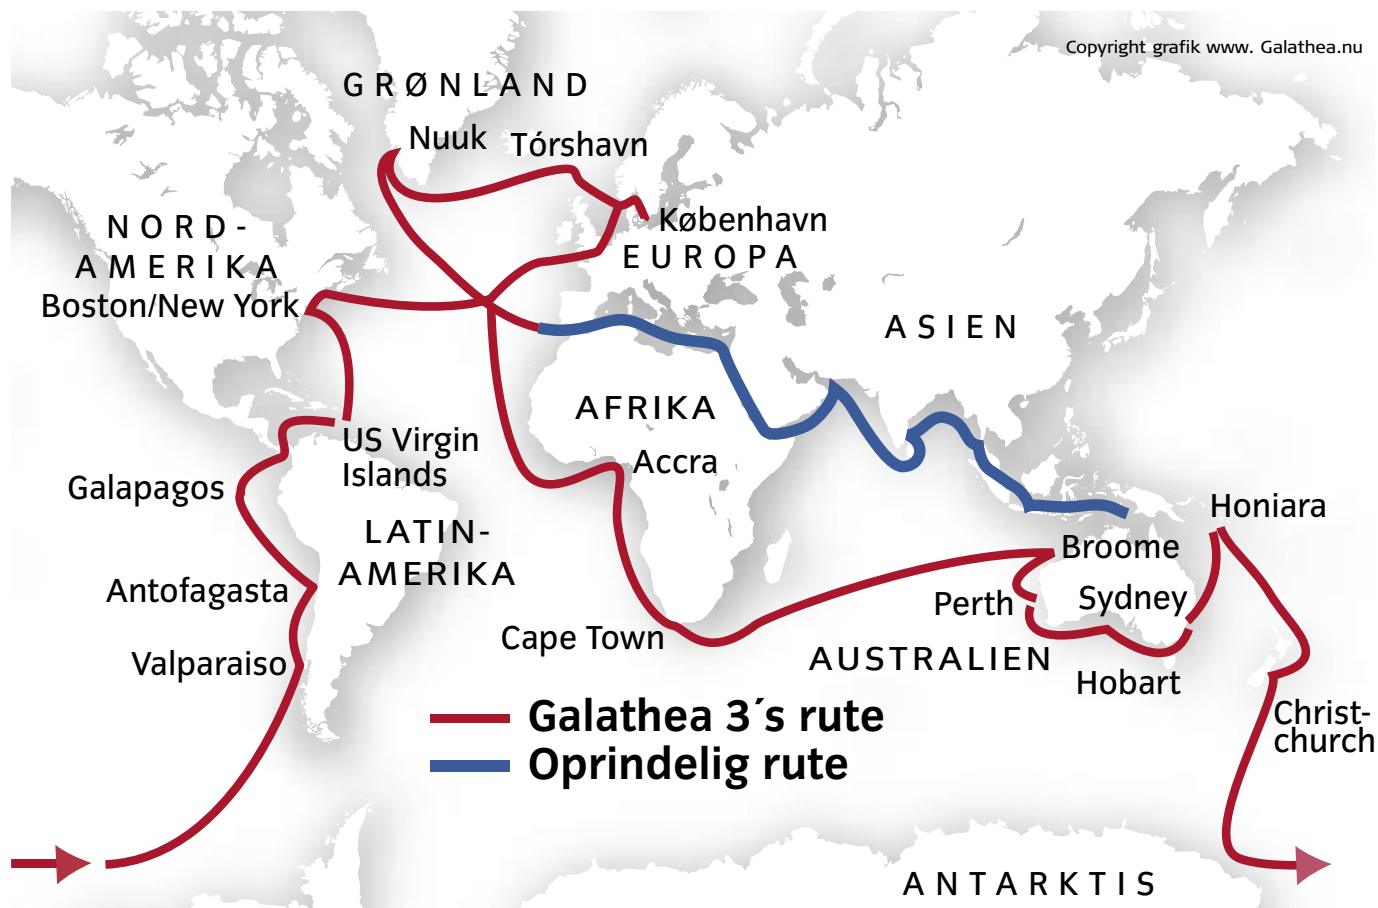 Copyright grafik www. Galathea.nu
GRØNLAND
Nuuk
Tórshavn
København
EUROPA
NORD-
AMERIKA
Boston/New York
ASIEN
AFRIKA
Accra
US Virgin
Islands
Galapagos
LATIN-
AMERIKA
Honiara
Broome
Antofagasta
Perth
Sydney
Cape Town
Valparaiso
AUSTRALIEN
Hobart
Christ-
church
Galathea 3´s rute
Oprindelig rute
ANTARKTIS